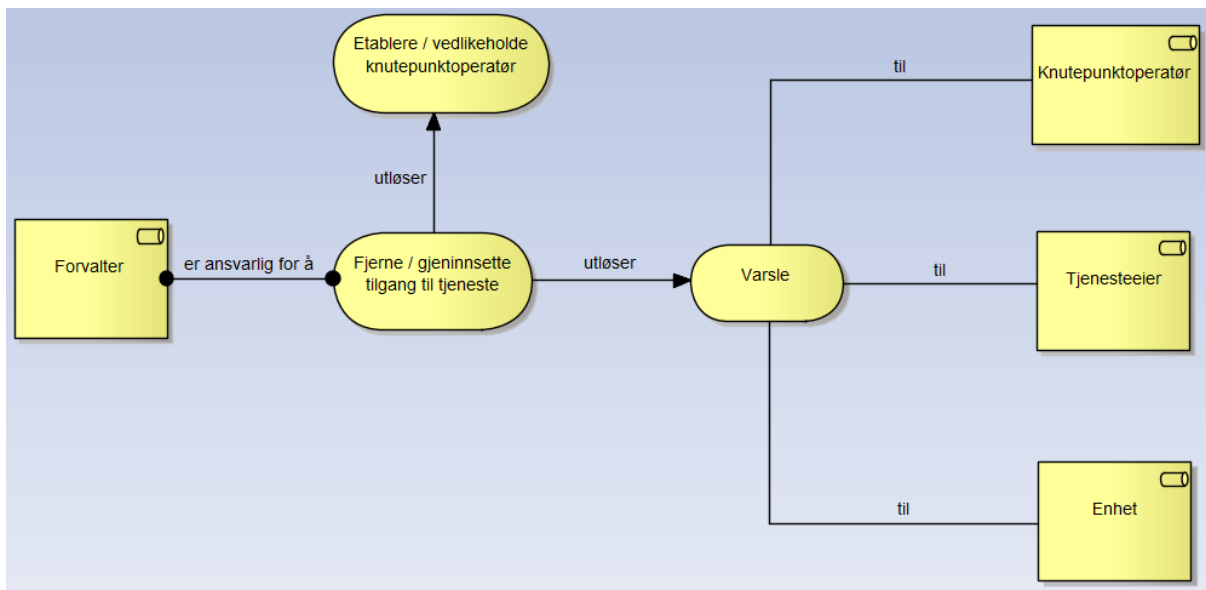 Etablere / vedlikeholde
knutepunktoperatør
til
Knutepunktoperatør
utløser
Forvalter
er ansvarlig for å
Fjerne / gjeninnsette
tilgang til tjeneste
utløser
Varsle
til
Tjenesteeier
til
Enhet